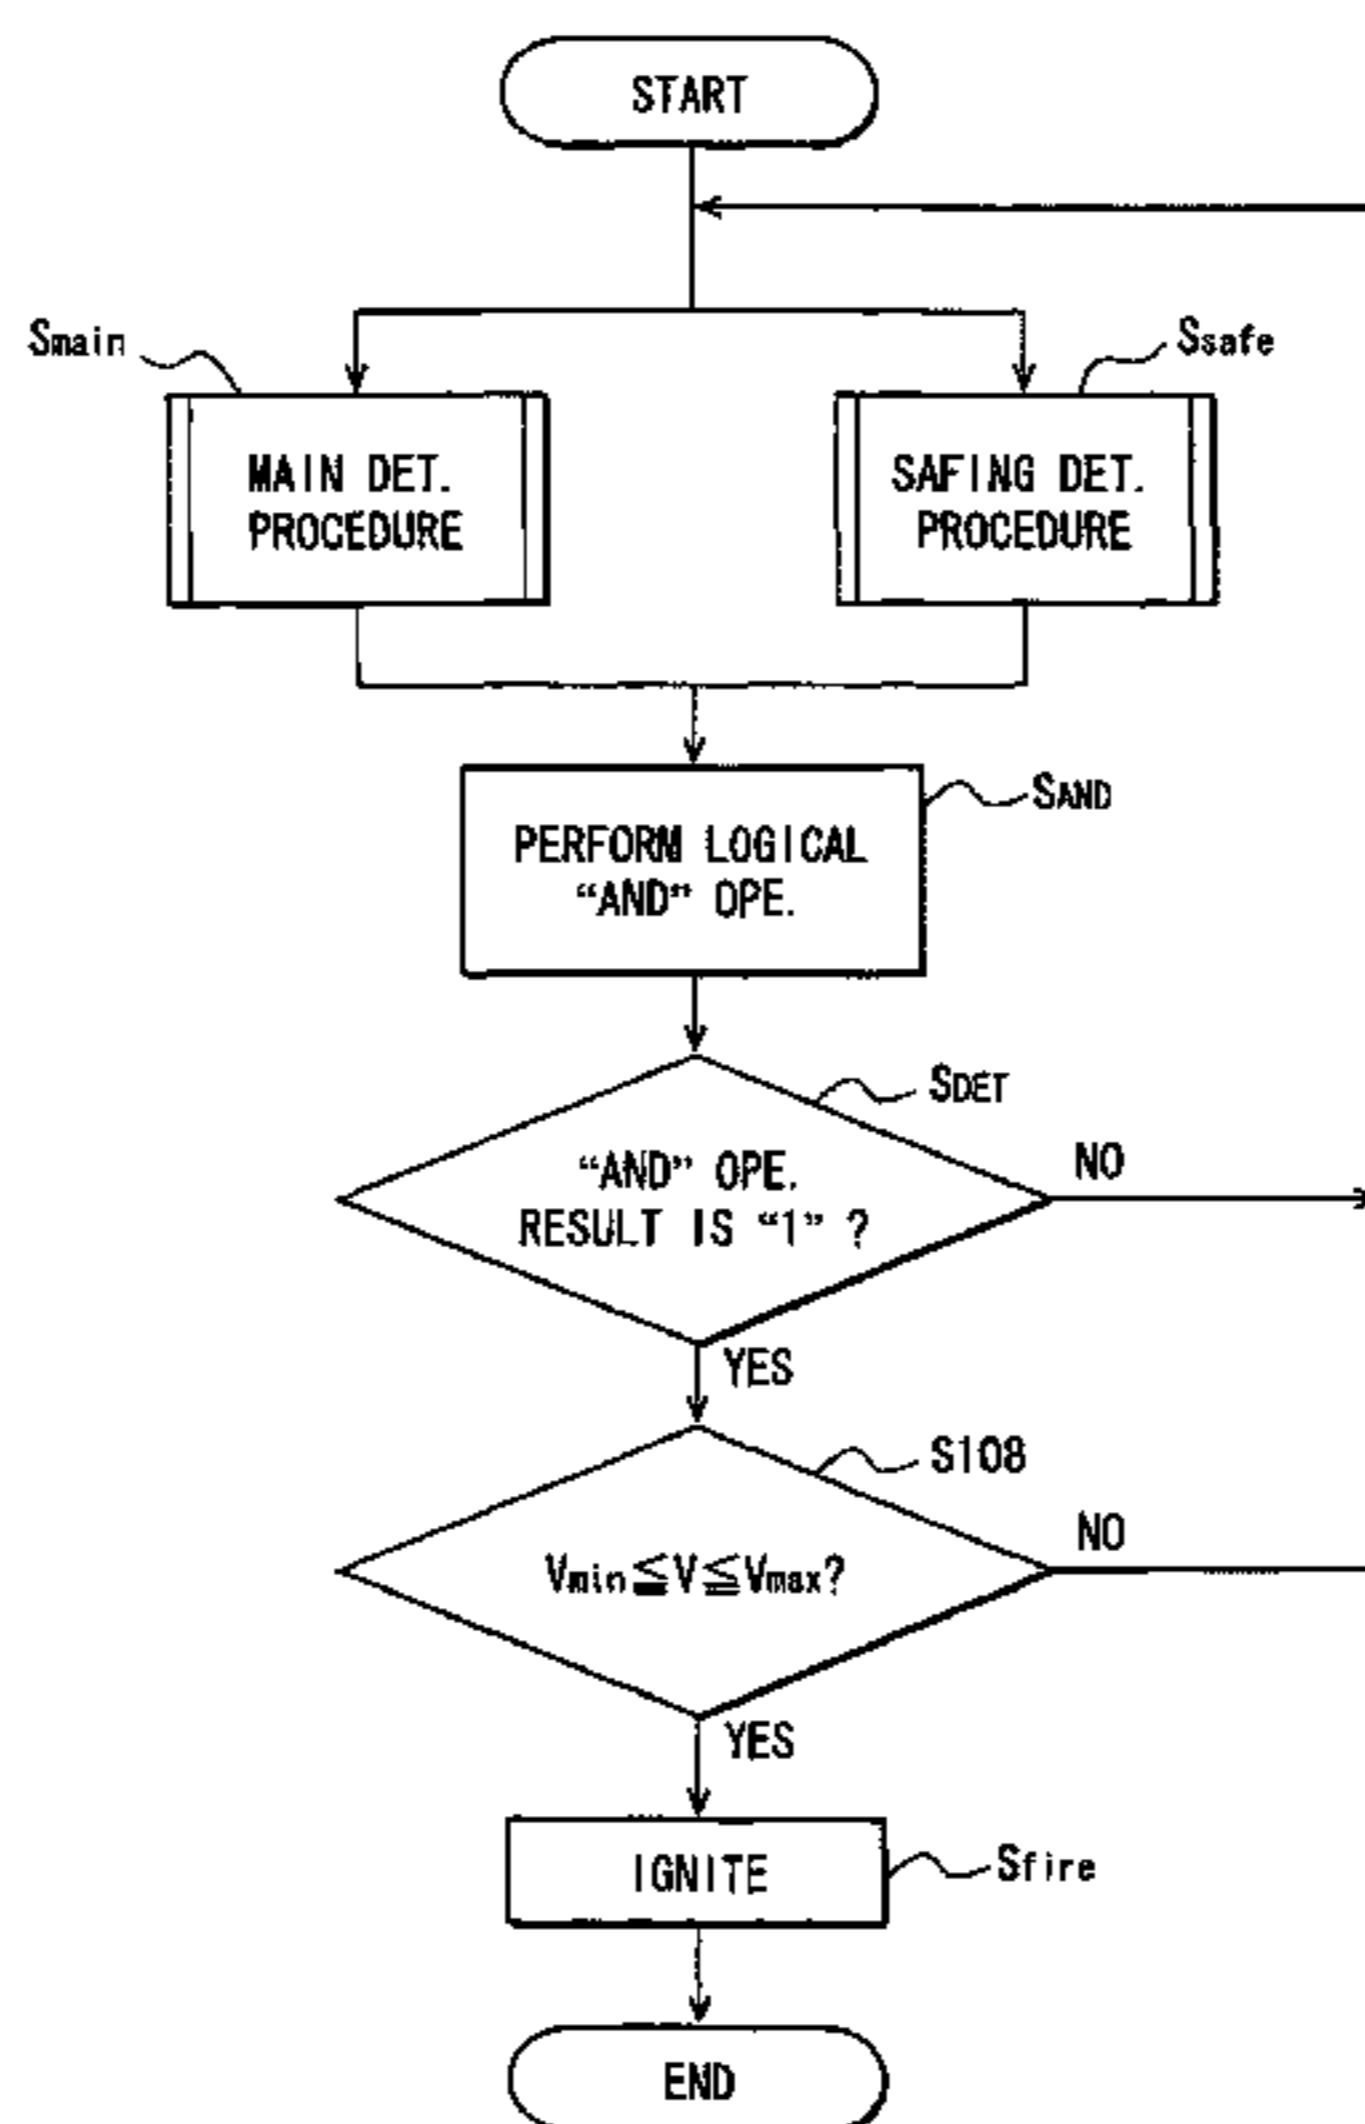 START
Smain
Ssafe
MAIN DET.
PROCEDURE
SAFING DET.
PROCEDURE
SAND
PERFORM LOGICAL
“AND” OPE.
SDET
“AND” OPE.
RESULT IS “1” ?
NO
YES
S108
Vmin≦V≦Vmax?
NO
YES
IGNITE
Sfire
END